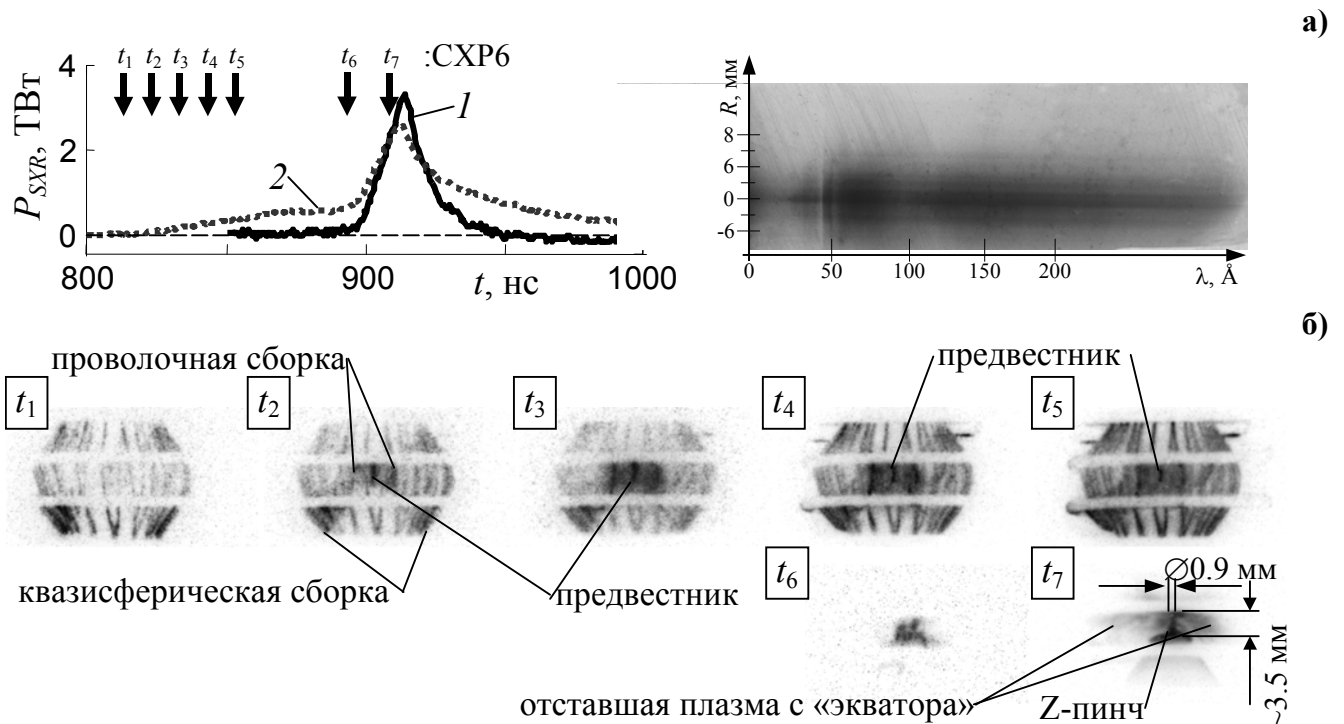 а)
t1 t2 t3 t4 t5 t6 t7 :СХР6
4
2
0
PSXR, ТВт
1
2
800 900 1000
t, нс
R, мм
8
6
0
-6
0 50 100 150 200
λ, Å
б)
проволочная сборка
предвестник
t1 t2 t3 t4 t5
квазисферическая сборка
предвестник
t6 t7
∅0.9 мм
~3.5 мм
отставшая плазма с «экватора»
Z-пинч